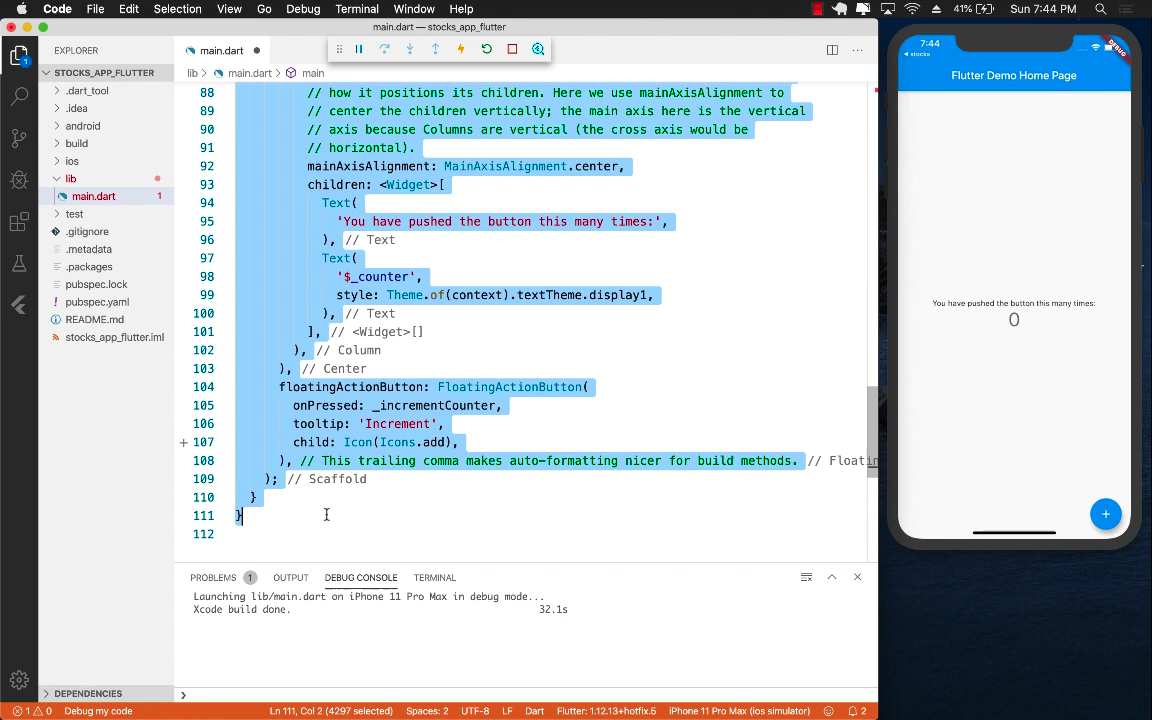 Code File Edit Selection View Go Debug Terminal Window Help 41% Sun 7:44 PM
main.dart — stocks_app_flutter
EXPLORER
main.dart
STOCKS_APP_FLUTTER
lib › main.dart › main
.dart_tool
.idea
android
build
ios
lib
main.dart 1
test
.gitignore
.metadata
.packages
pubspec.lock
pubspec.yaml
README.md
stocks_app_flutter.iml
DEPENDENCIES
1
88 // how it positions its children. Here we use mainAxisAlignment to
89 // center the children vertically; the main axis here is the vertical
90 // axis because Columns are vertical (the cross axis would be
91 // horizontal).
92 mainAxisAlignment: MainAxisAlignment.center,
93 children: <Widget>[
94 Text(
95 'You have pushed the button this many times:',
96 ), // Text
97 Text(
98 '$_counter',
99 style: Theme.of(context).textTheme.display1,
100 ), // Text
101 ], // <Widget>[]
102 ), // Column
103 ), // Center
104 floatingActionButton: FloatingActionButton(
105 onPressed: _incrementCounter,
106 tooltip: 'Increment',
107 child: Icon(Icons.add),
108 ), // This trailing comma makes auto-formatting nicer for build methods. // Floatin
109 ); // Scaffold
110 }
111 }
112
PROBLEMS 1 OUTPUT DEBUG CONSOLE TERMINAL
Launching lib/main.dart on iPhone 11 Pro Max in debug mode...
Xcode build done. 32.1s
1 0 Debug my code Ln 111, Col 2 (4297 selected) Spaces: 2 UTF-8 LF Dart Flutter: 1.12.13+hotfix.5 iPhone 11 Pro Max (ios simulator) 2
7:44
stocks
DEBUG
Flutter Demo Home Page
You have pushed the button this many times:
0
+